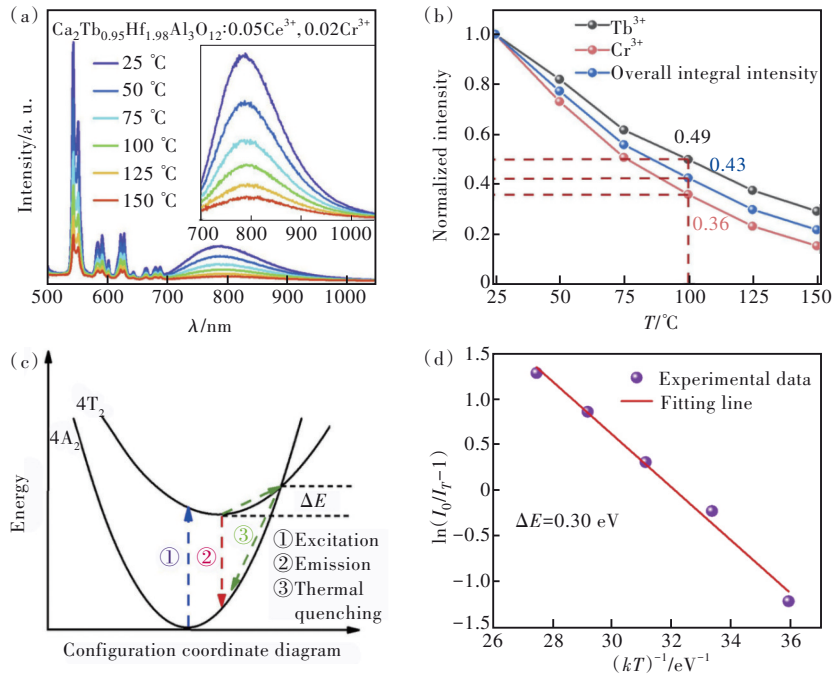 (a)
Ca₂Tb₀.₉₅Hf₁.₉₈Al₃O₁₂:0.05Ce³⁺, 0.02Cr³⁺
25 ℃
50 ℃
75 ℃
100 ℃
125 ℃
150 ℃
700 800 900 1000
Intensity/a. u.
500 600 700 800 900 1000
λ/nm
(b)
Tb³⁺
Cr³⁺
Overall integral intensity
1.0
0.8
0.6
0.4
0.2
0
Normalized intensity
0.49
0.43
0.36
25 50 75 100 125 150
T/℃
(c)
4T₂
4A₂
Energy
ΔE
① ② ③
①Excitation
②Emission
③Thermal
quenching
Configuration coordinate diagram
(d)
1.5
1.0
0.5
0
-0.5
-1.0
-1.5
ln(I₀/I_T-1)
Experimental data
Fitting line
ΔE=0.30 eV
26 28 30 32 34 36
(kT)⁻¹/eV⁻¹